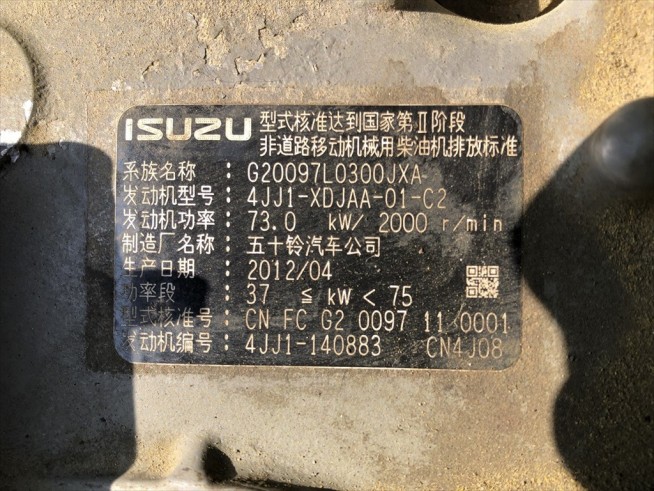 ISUZU 型式核准达到国家第Ⅱ阶段
非道路移动机械用柴油机排放标准
系族名称 : G20097L0300JXA-
发动机型号 : 4JJ1-XDJAA-01-C2
发动机功率 : 73.0 kW/ 2000 r/min
制造厂名称 : 五十铃汽车公司
生产日期 : 2012/04
功率段 : 37 ≦ kW < 75
型式核准号 : CN FC G2 0097 11 0001
发动机编号 : 4JJ1-140883 CN4J08